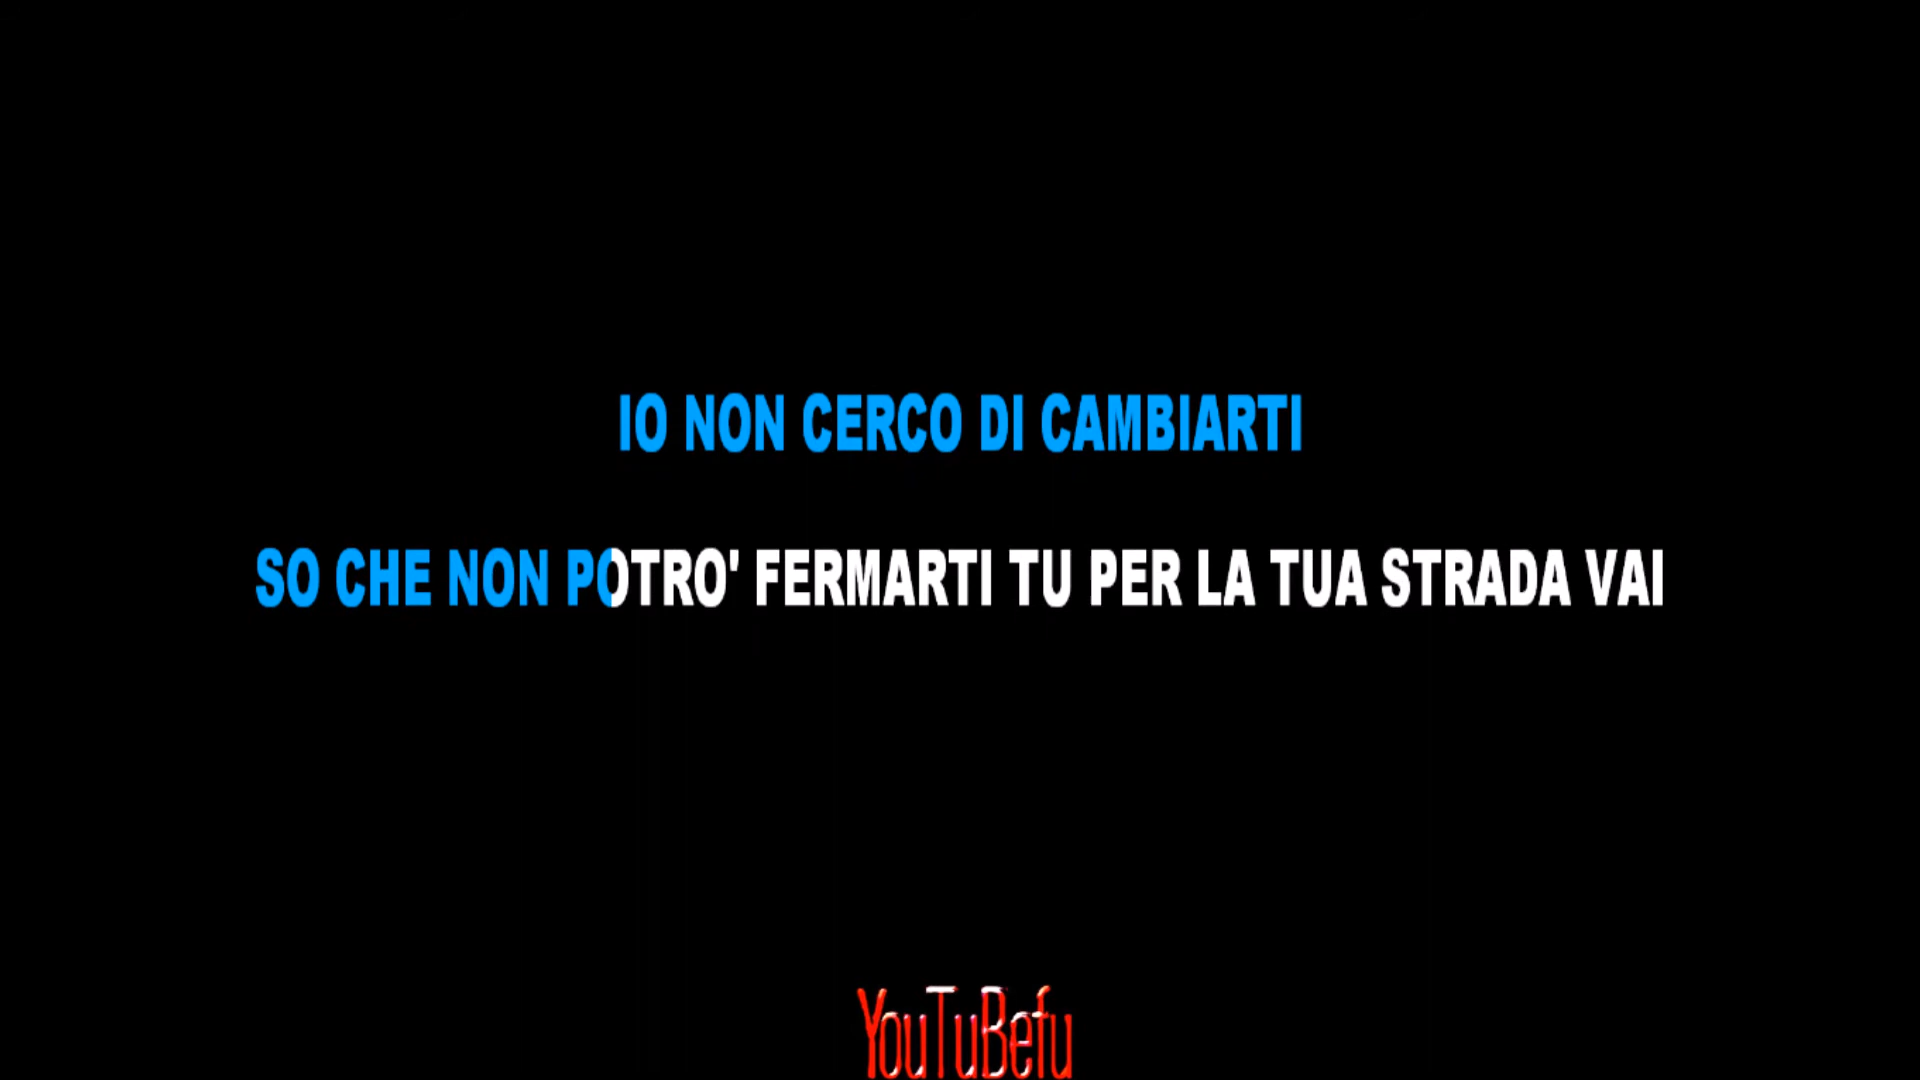 IO NON CERCO DI CAMBIARTI
SO CHE NON POTRO' FERMARTI TU PER LA TUA STRADA VAI
YouTuBefu